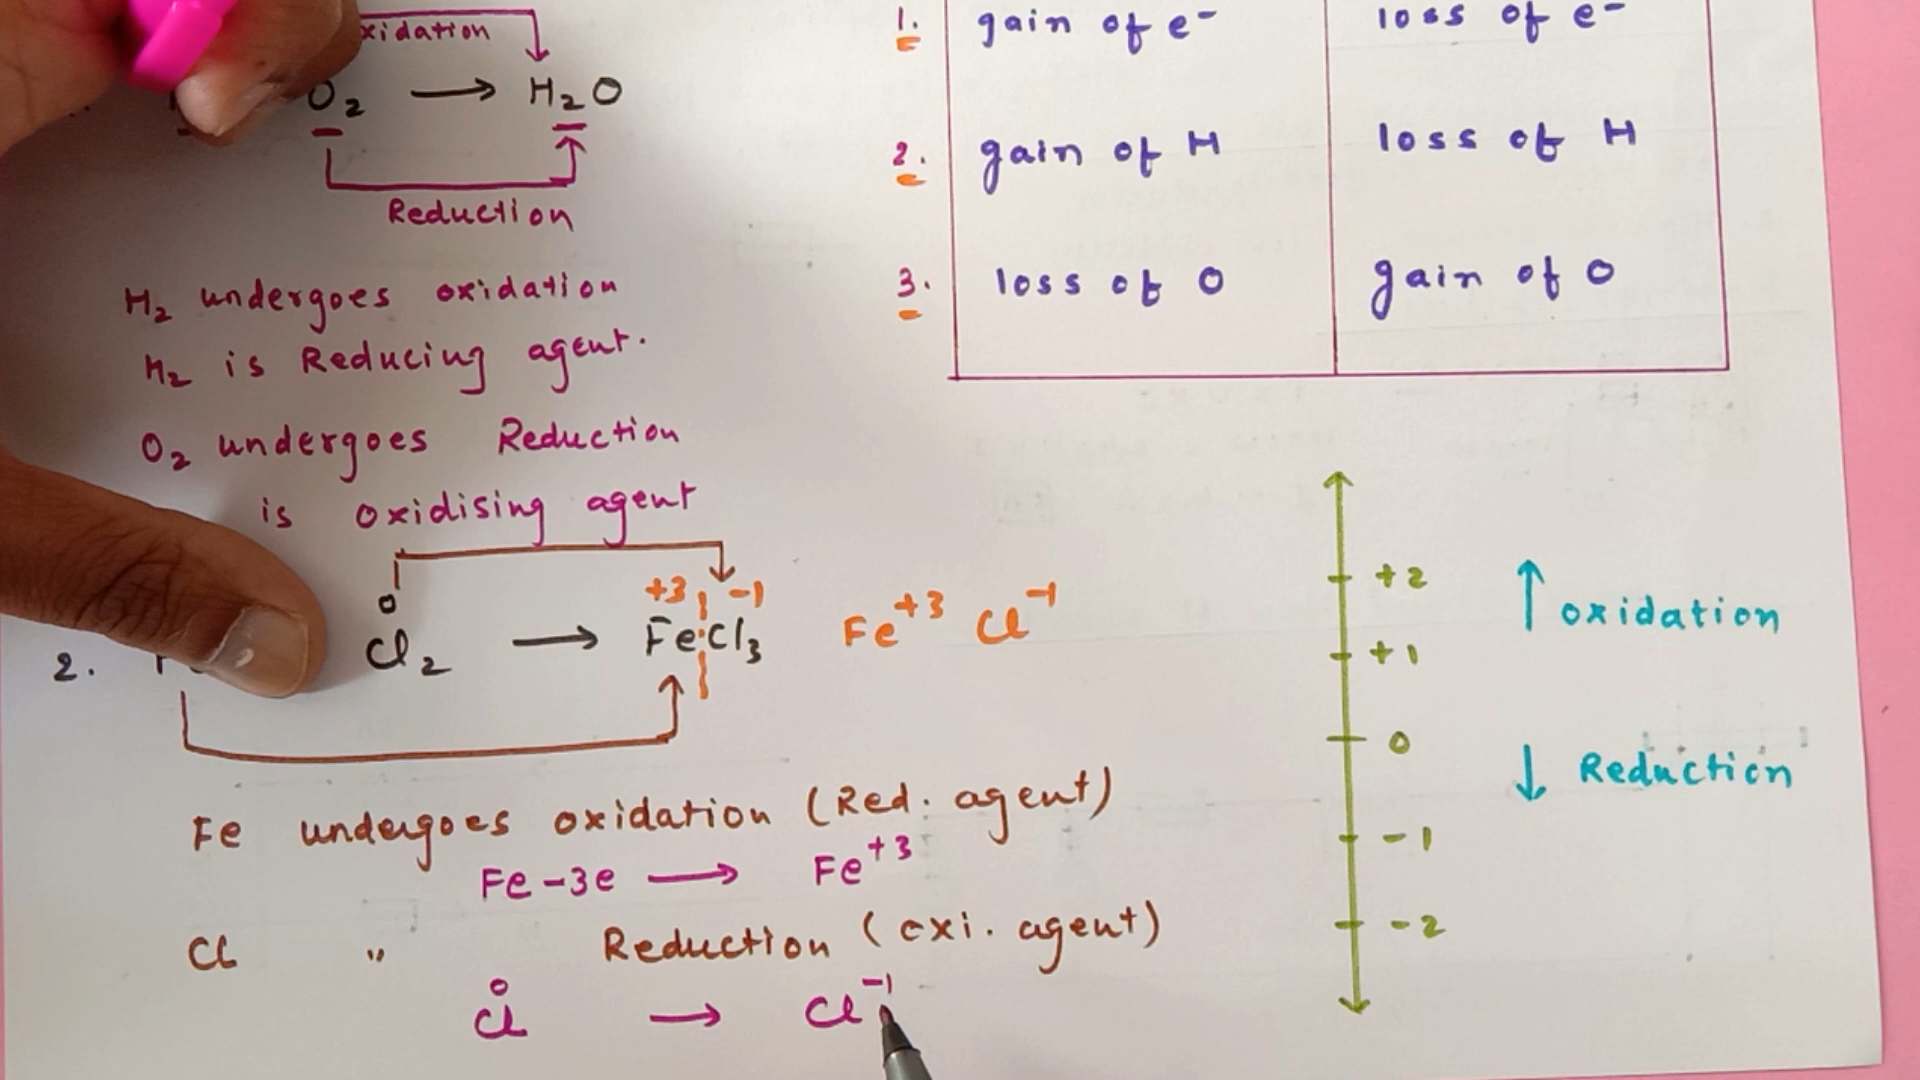 xidation
O₂ → H₂O
Reduction
H₂ undergoes oxidation
H₂ is Reducing agent.
O₂ undergoes Reduction
is oxidising agent
1. gain of e⁻ loss of e⁻
2. gain of H loss of H
3. loss of O gain of O
0 +3 -1
2. Cl₂ → FeCl₃ Fe⁺³ Cl⁻¹
Fe undergoes oxidation (Red. agent)
Fe -3e → Fe⁺³
Cl " Reduction (oxi. agent)
0
Cl → Cl⁻¹
+2
+1
0
-1
-2
↑ oxidation
↓ Reduction